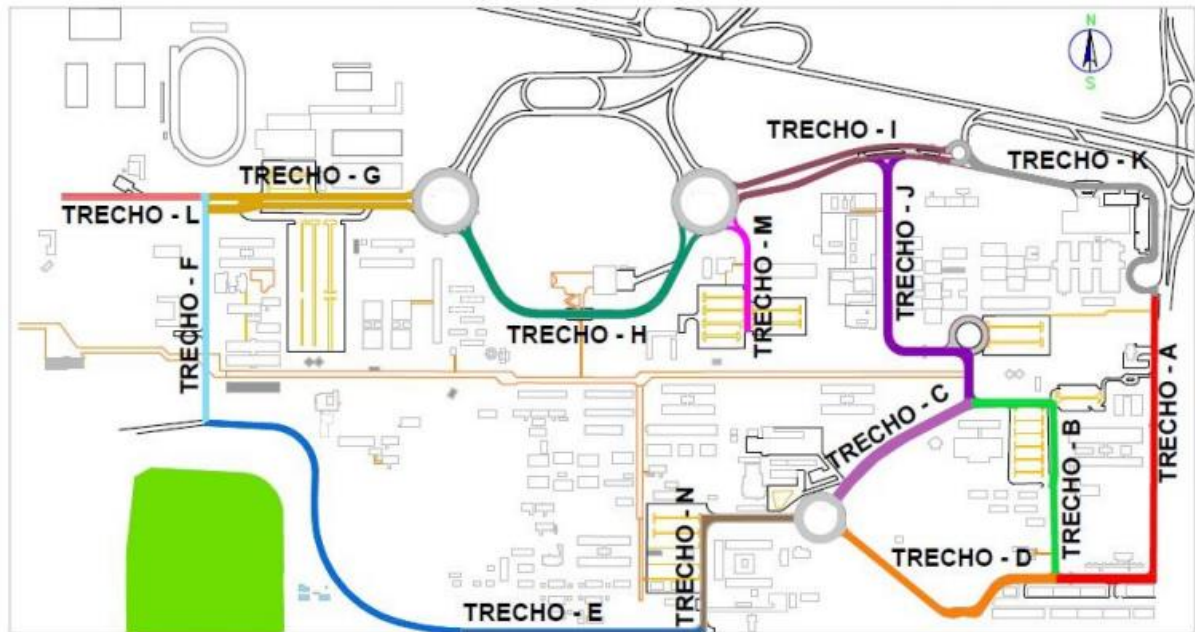 N
S
TRECHO - I
TRECHO - K
TRECHO - G
TRECHO - L
TRECHO - J
TRECHO - M
TRECHO - F
TRECHO - H
TRECHO - A
TRECHO - C
TRECHO - B
TRECHO - N
TRECHO - D
TRECHO - E